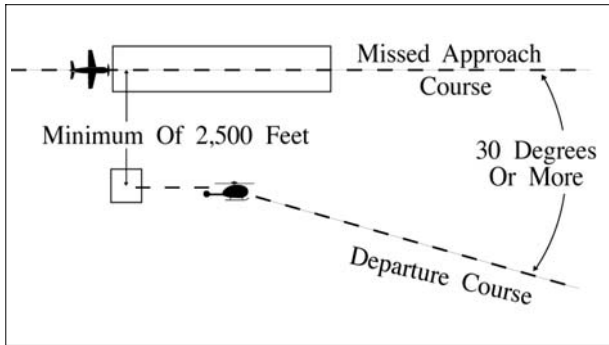 Missed Approach
Course
Minimum Of 2,500 Feet
30 Degrees
Or More
Departure Course